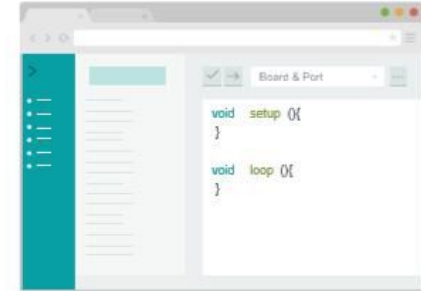 Board & Port
void setup (){
}
void loop (){
}